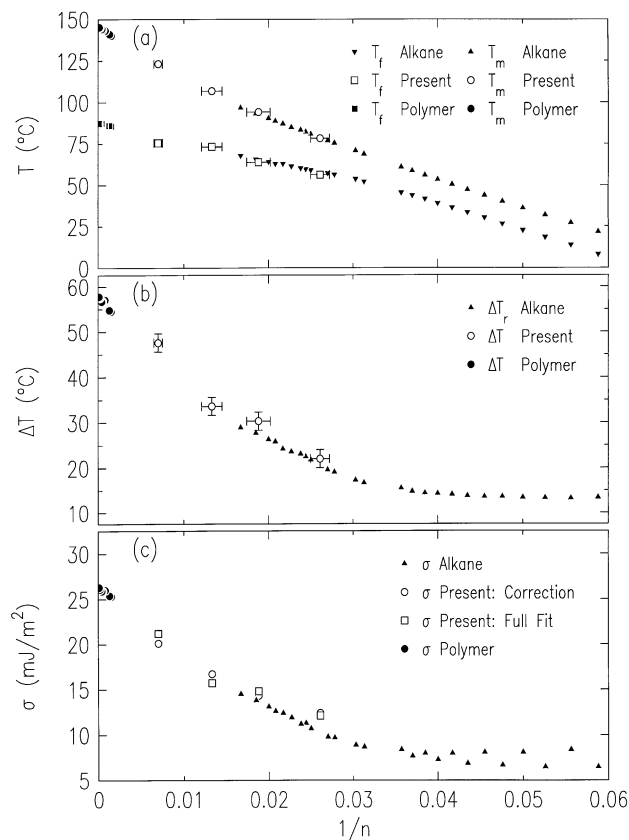 (a)
T_f Alkane
T_m Alkane
T_f Present
T_m Present
T_f Polymer
T_m Polymer
150
125
100
75
50
25
0
T (°C)
(b)
ΔT_r Alkane
ΔT Present
ΔT Polymer
60
50
40
30
20
10
ΔT (°C)
(c)
σ Alkane
σ Present: Correction
σ Present: Full Fit
σ Polymer
30
25
20
15
10
5
σ (mJ/m²)
0 0.01 0.02 0.03 0.04 0.05 0.06
1/n